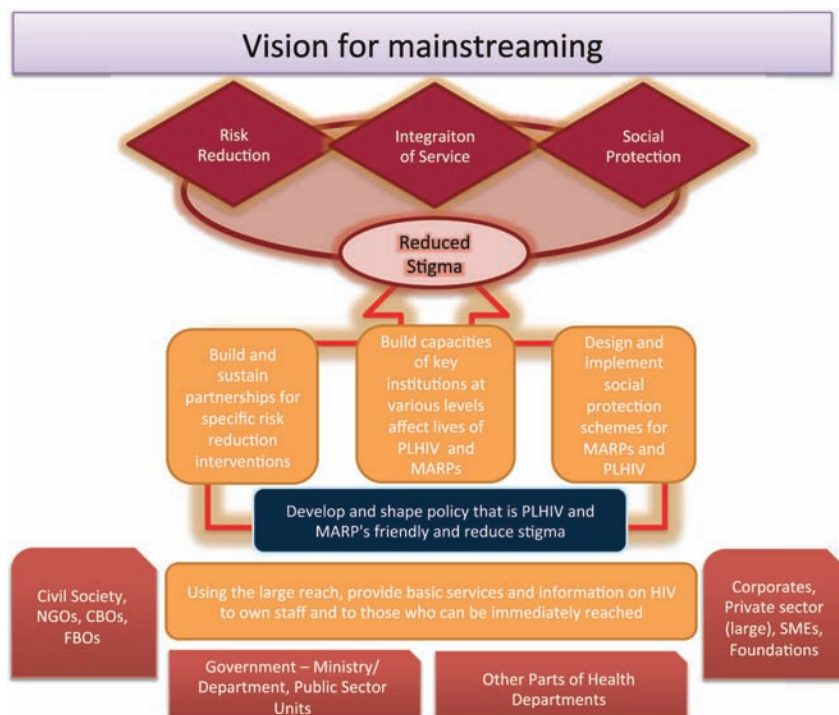 Vision for mainstreaming
Risk
Reduction
Integraiton
of Service
Social
Protection
Reduced
Stigma
Build and
sustain
partnerships for
specific risk
reduction
interventions
Build capacities
of key
institutions at
various levels
affect lives of
PLHIV and
MARPs
Design and
implement
social
protection
schemes for
MARPs and
PLHIV
Develop and shape policy that is PLHIV and
MARP's friendly and reduce stigma
Civil Society,
NGOs, CBOs,
FBOs
Using the large reach, provide basic services and information on HIV
to own staff and to those who can be immediately reached
Corporates,
Private sector
(large), SMEs,
Foundations
Government – Ministry/
Department, Public Sector
Units
Other Parts of Health
Departments